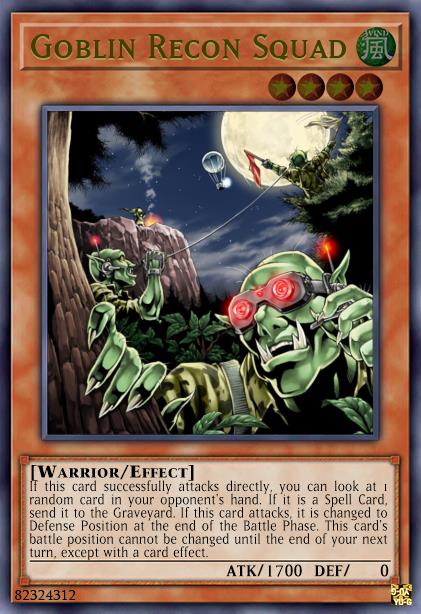 Goblin Recon Squad
WIND
風
[Warrior/Effect]
If this card successfully attacks directly, you can look at 1
random card in your opponent's hand. If it is a Spell Card,
send it to the Graveyard. If this card attacks, it is changed to
Defense Position at the end of the Battle Phase. This card's
battle position cannot be changed until the end of your next
turn, except with a card effect.
ATK/1700 DEF/ 0
82324312